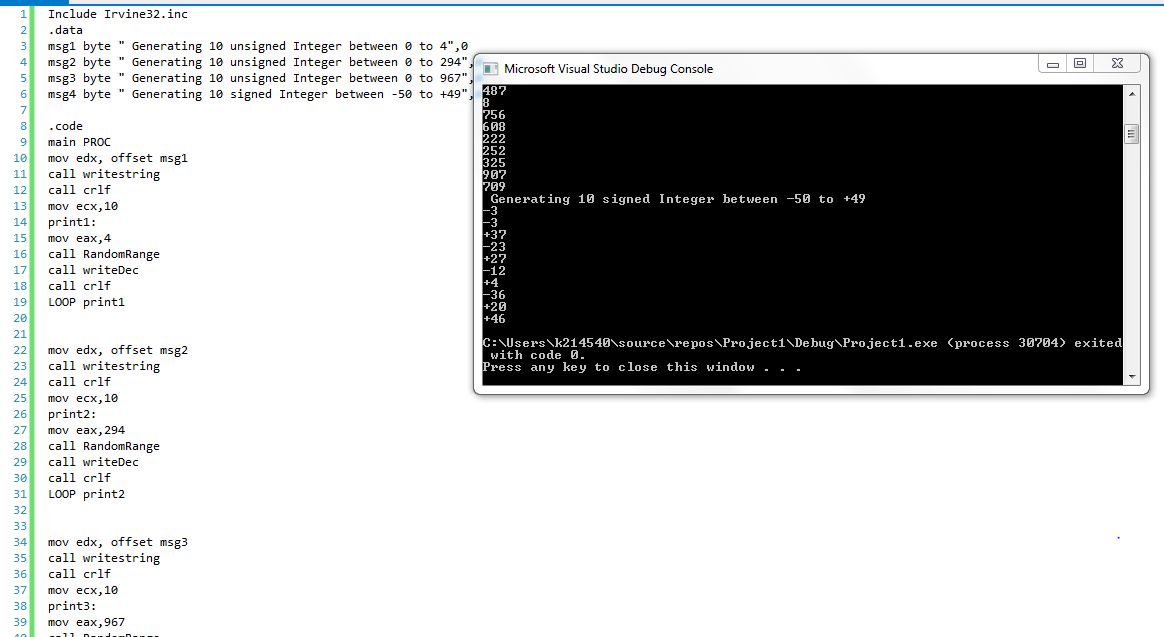 1 Include Irvine32.inc
2 .data
3 msg1 byte " Generating 10 unsigned Integer between 0 to 4",0
4 msg2 byte " Generating 10 unsigned Integer between 0 to 294",
5 msg3 byte " Generating 10 unsigned Integer between 0 to 967",
6 msg4 byte " Generating 10 signed Integer between -50 to +49",
7
8 .code
9 main PROC
10 mov edx, offset msg1
11 call writestring
12 call crlf
13 mov ecx,10
14 print1:
15 mov eax,4
16 call RandomRange
17 call writeDec
18 call crlf
19 LOOP print1
20
21
22 mov edx, offset msg2
23 call writestring
24 call crlf
25 mov ecx,10
26 print2:
27 mov eax,294
28 call RandomRange
29 call writeDec
30 call crlf
31 LOOP print2
32
33
34 mov edx, offset msg3
35 call writestring
36 call crlf
37 mov ecx,10
38 print3:
39 mov eax,967
40 call RandomRange
Microsoft Visual Studio Debug Console
487
8
756
608
222
252
325
907
709
Generating 10 signed Integer between -50 to +49
-3
-3
+37
-23
+27
-12
+4
-36
+20
+46
C:\Users\k214540\source\repos\Project1\Debug\Project1.exe (process 30704) exited
with code 0.
Press any key to close this window . . .